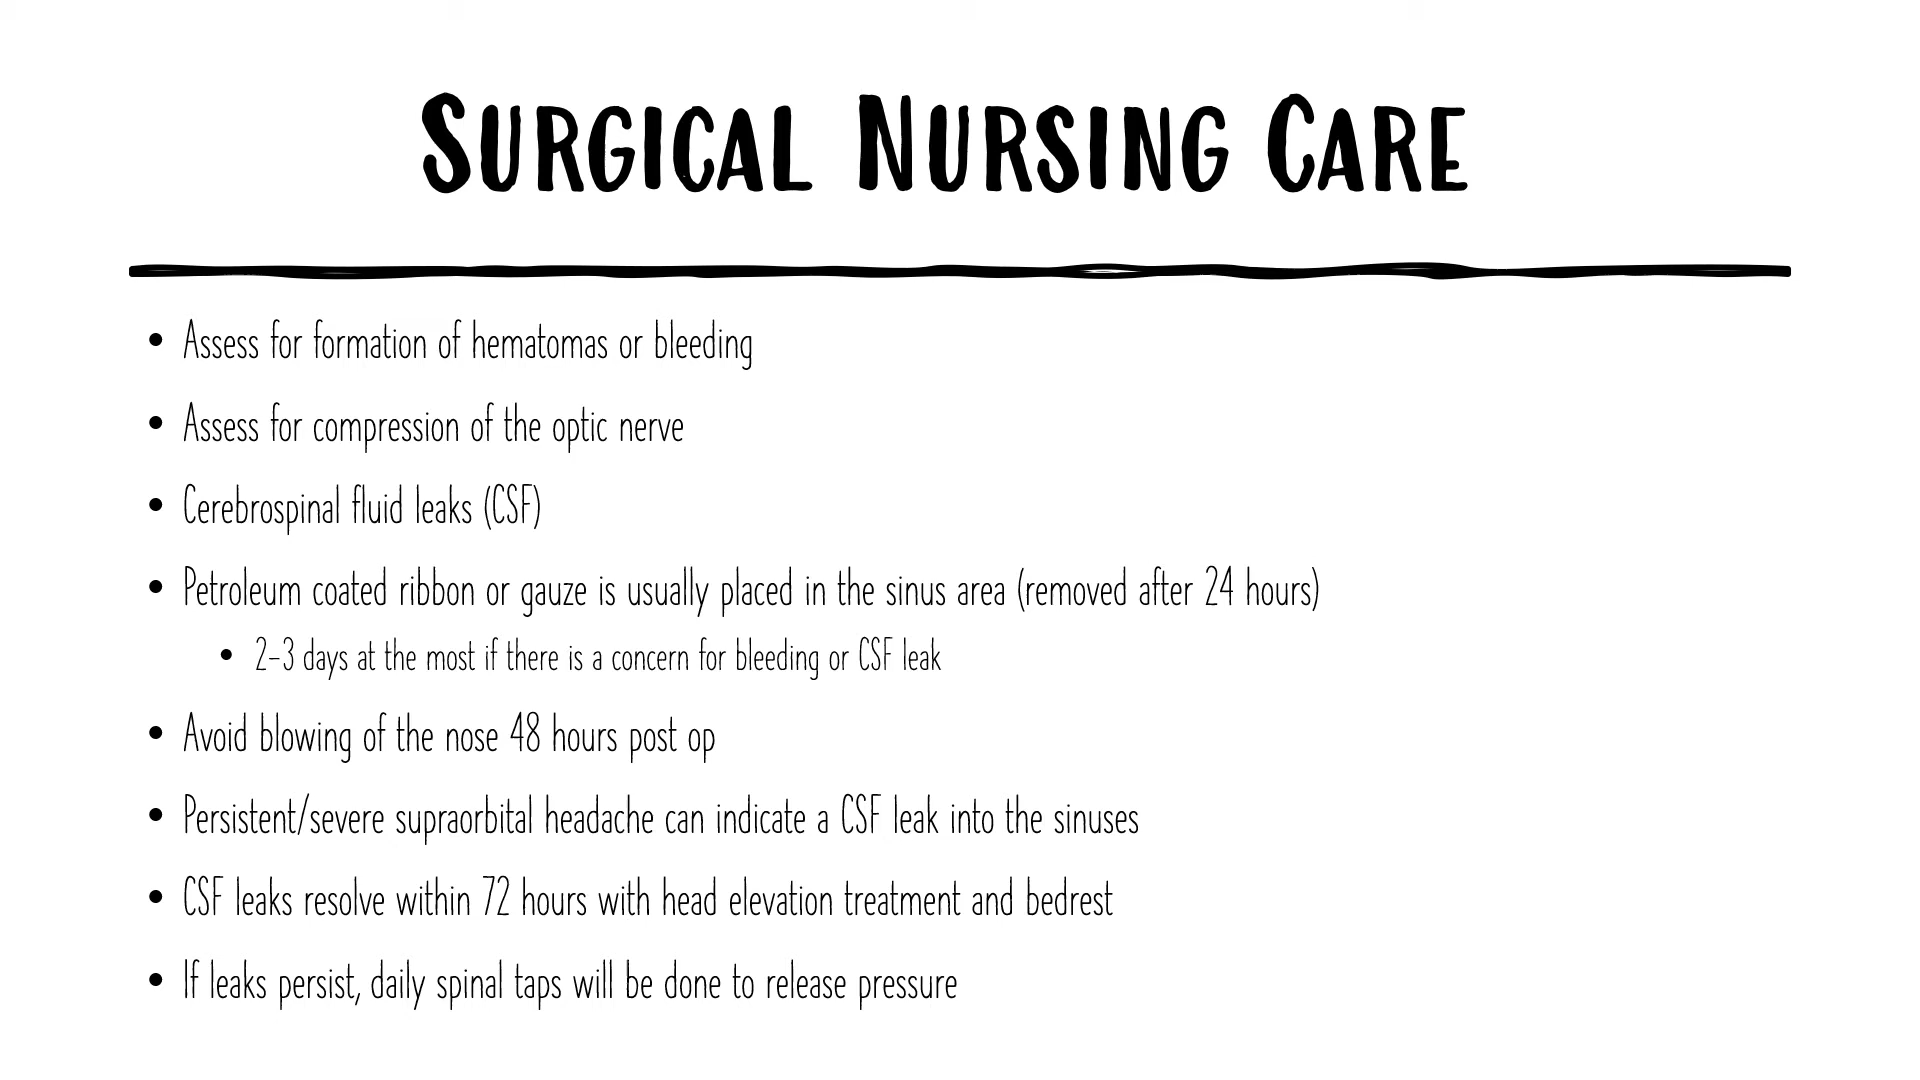 Surgical Nursing Care
• Assess for formation of hematomas or bleeding
• Assess for compression of the optic nerve
• Cerebrospinal fluid leaks (CSF)
• Petroleum coated ribbon or gauze is usually placed in the sinus area (removed after 24 hours)
• 2-3 days at the most if there is a concern for bleeding or CSF leak
• Avoid blowing of the nose 48 hours post op
• Persistent/severe supraorbital headache can indicate a CSF leak into the sinuses
• CSF leaks resolve within 72 hours with head elevation treatment and bedrest
• If leaks persist, daily spinal taps will be done to release pressure